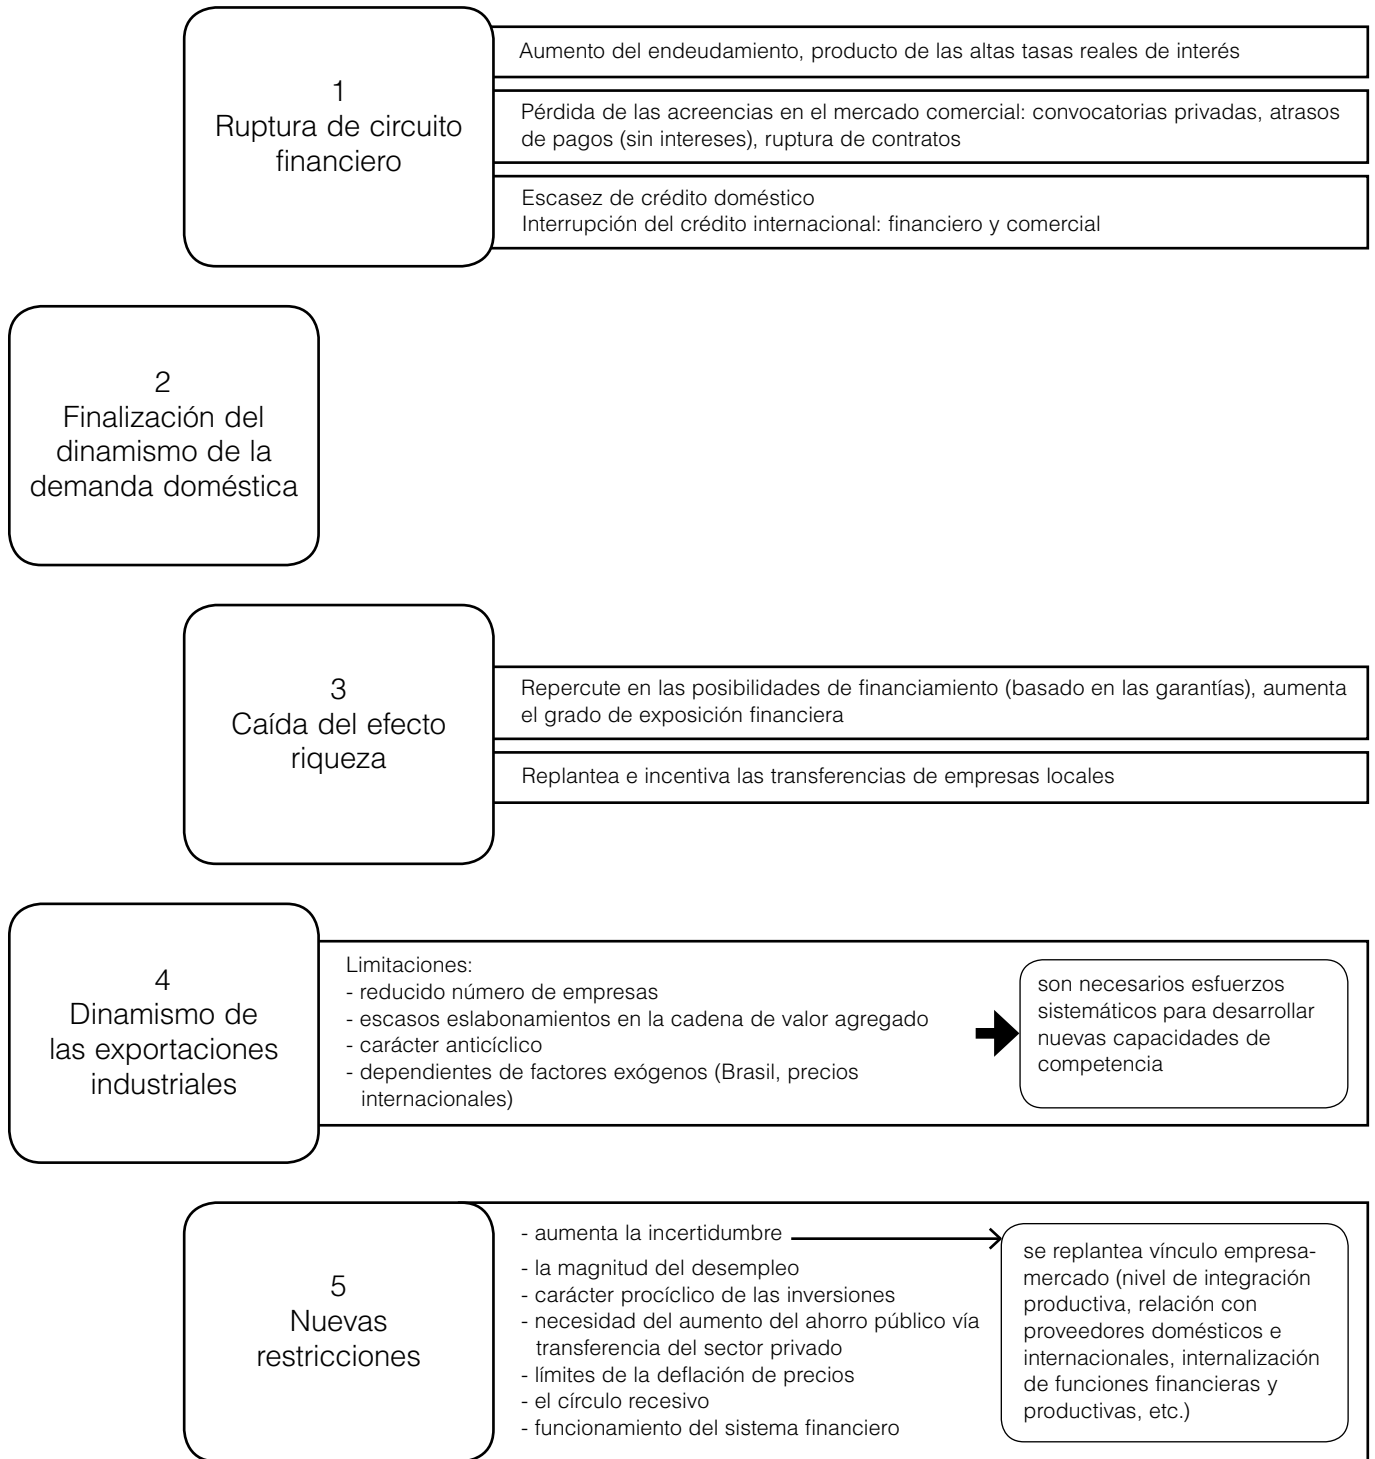 1
Ruptura de circuito
financiero
Aumento del endeudamiento, producto de las altas tasas reales de interés
Pérdida de las acreencias en el mercado comercial: convocatorias privadas, atrasos
de pagos (sin intereses), ruptura de contratos
Escasez de crédito doméstico
Interrupción del crédito internacional: financiero y comercial
2
Finalización del
dinamismo de la
demanda doméstica
3
Caída del efecto
riqueza
Repercute en las posibilidades de financiamiento (basado en las garantías), aumenta
el grado de exposición financiera
Replantea e incentiva las transferencias de empresas locales
4
Dinamismo de
las exportaciones
industriales
Limitaciones:
- reducido número de empresas
- escasos eslabonamientos en la cadena de valor agregado
- carácter anticíclico
- dependientes de factores exógenos (Brasil, precios
internacionales)
son necesarios esfuerzos
sistemáticos para desarrollar
nuevas capacidades de
competencia
5
Nuevas
restricciones
- aumenta la incertidumbre
- la magnitud del desempleo
- carácter procíclico de las inversiones
- necesidad del aumento del ahorro público vía
transferencia del sector privado
- límites de la deflación de precios
- el círculo recesivo
- funcionamiento del sistema financiero
se replantea vínculo empresa-
mercado (nivel de integración
productiva, relación con
proveedores domésticos e
internacionales, internalización
de funciones financieras y
productivas, etc.)